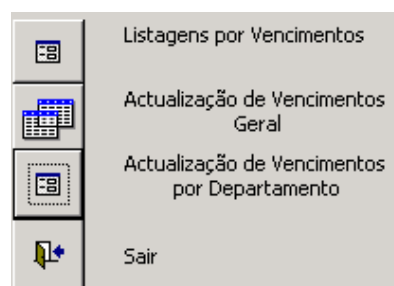 Listagens por Vencimentos
Actualização de Vencimentos
Geral
Actualização de Vencimentos
por Departamento
Sair